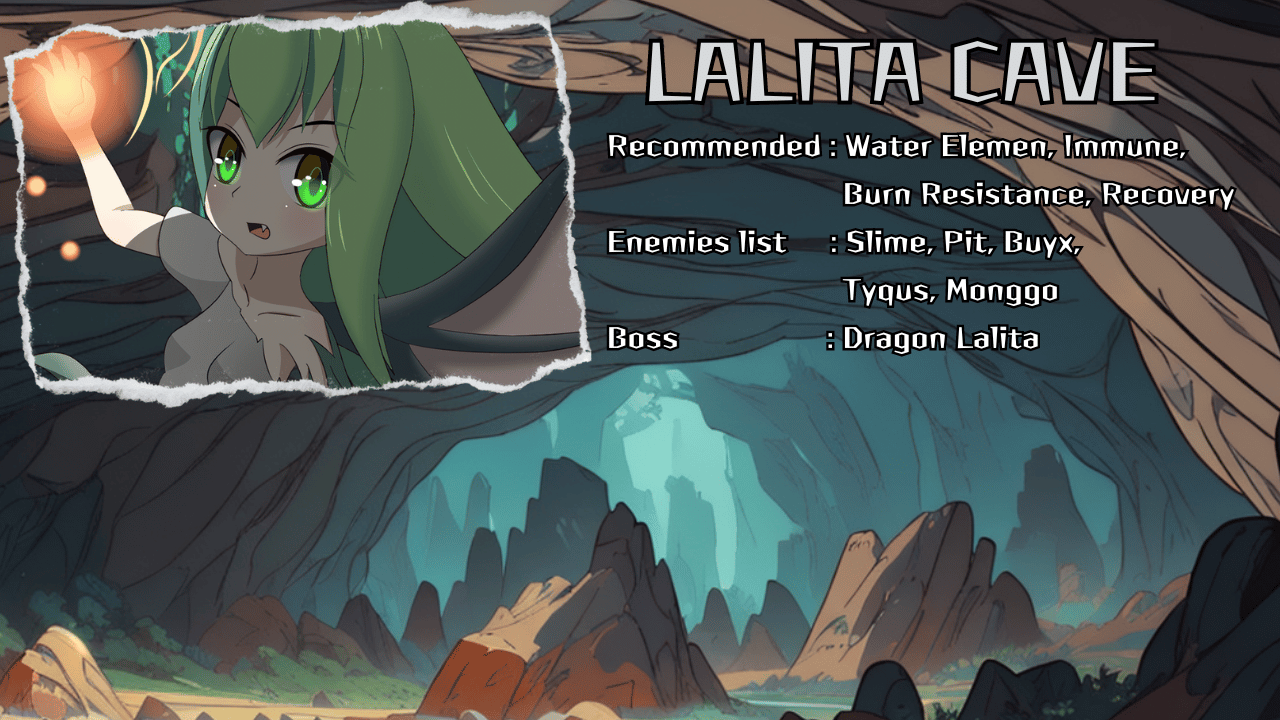 LALITA CAVE
Recommended : Water Elemen, Immune,
Burn Resistance, Recovery
Enemies list : Slime, Pit, Buyx,
Tyqus, Monggo
Boss : Dragon Lalita